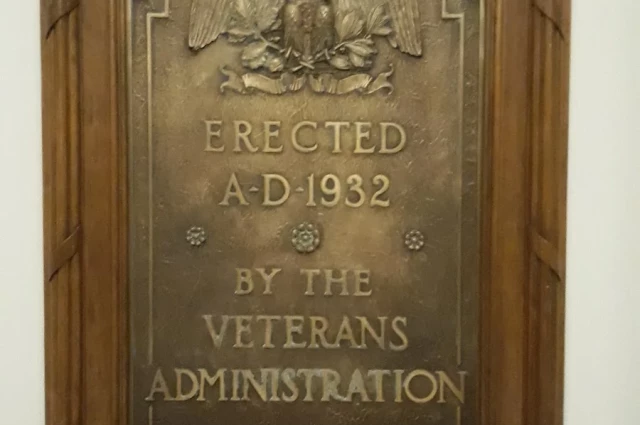 ERECTED
A-D-1932
BY THE
VETERANS
ADMINISTRATION